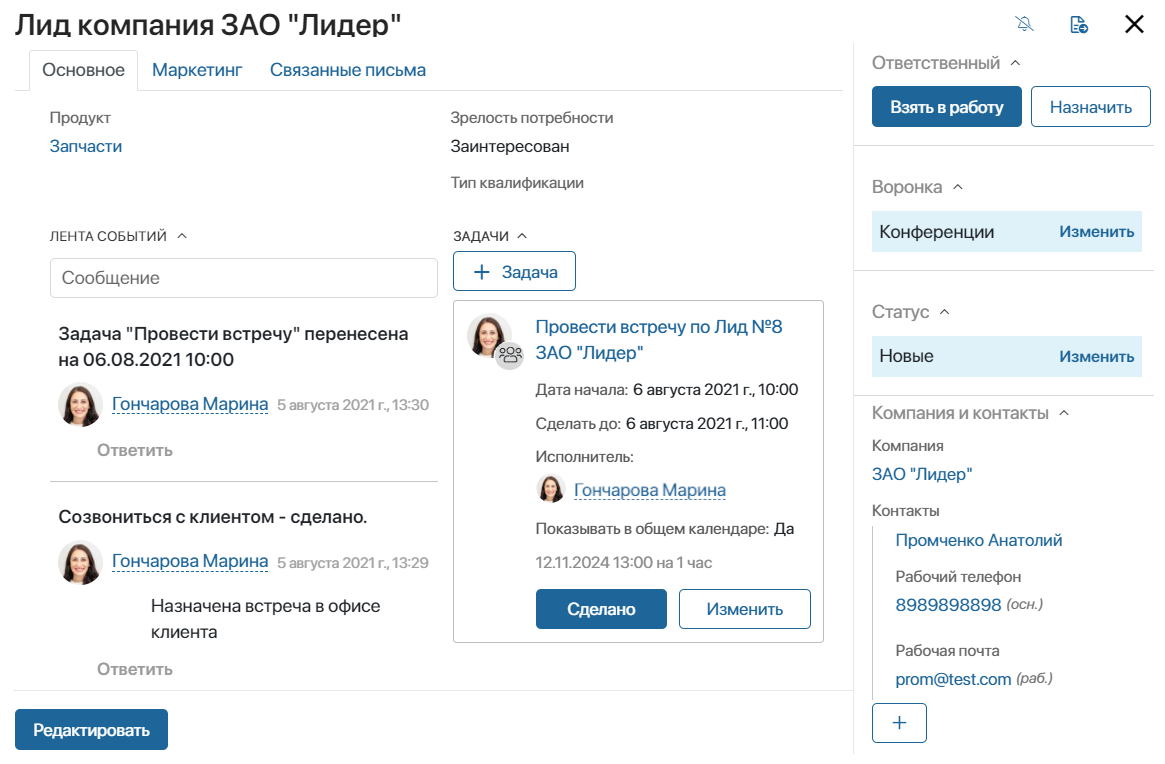 Лид компания ЗАО "Лидер"
Основное
Маркетинг
Связанные письма
Продукт
Запчасти
Зрелость потребности
Заинтересован
Тип квалификации
ЛЕНТА СОБЫТИЙ
Сообщение
Задача "Провести встречу" перенесена
на 06.08.2021 10:00
Гончарова Марина 5 августа 2021 г., 13:30
Ответить
Созвониться с клиентом - сделано.
Гончарова Марина 5 августа 2021 г., 13:29
Назначена встреча в офисе
клиента
Ответить
ЗАДАЧИ
+ Задача
Провести встречу по Лид №8
ЗАО "Лидер"
Дата начала: 6 августа 2021 г., 10:00
Сделать до: 6 августа 2021 г., 11:00
Исполнитель:
Гончарова Марина
Показывать в общем календаре: Да
12.11.2024 13:00 на 1 час
Сделано
Изменить
Редактировать
Ответственный
Взять в работу
Назначить
Воронка
Конференции
Изменить
Статус
Новые
Изменить
Компания и контакты
Компания
ЗАО "Лидер"
Контакты
Промченко Анатолий
Рабочий телефон
8989898898 (осн.)
Рабочая почта
prom@test.com (раб.)
+